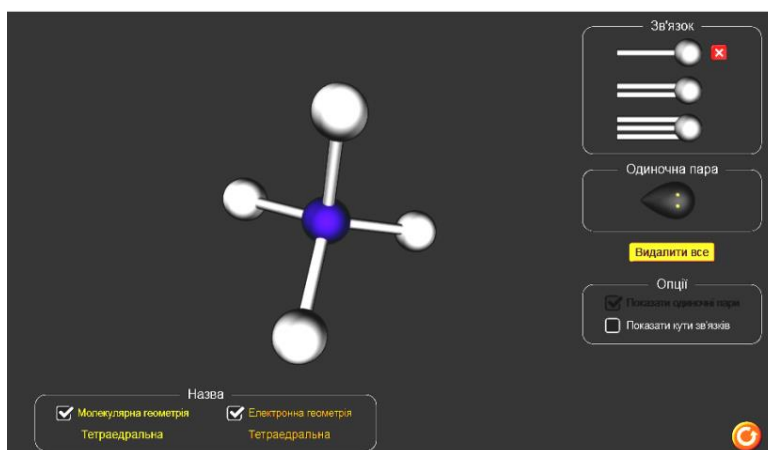 Зв'язок
Одиночна пара
Видалити все
Опції
Показати одиночні пари
Показати кути зв'язків
Назва
Молекулярна геометрія
Електронна геометрія
Тетраедральна
Тетраедральна